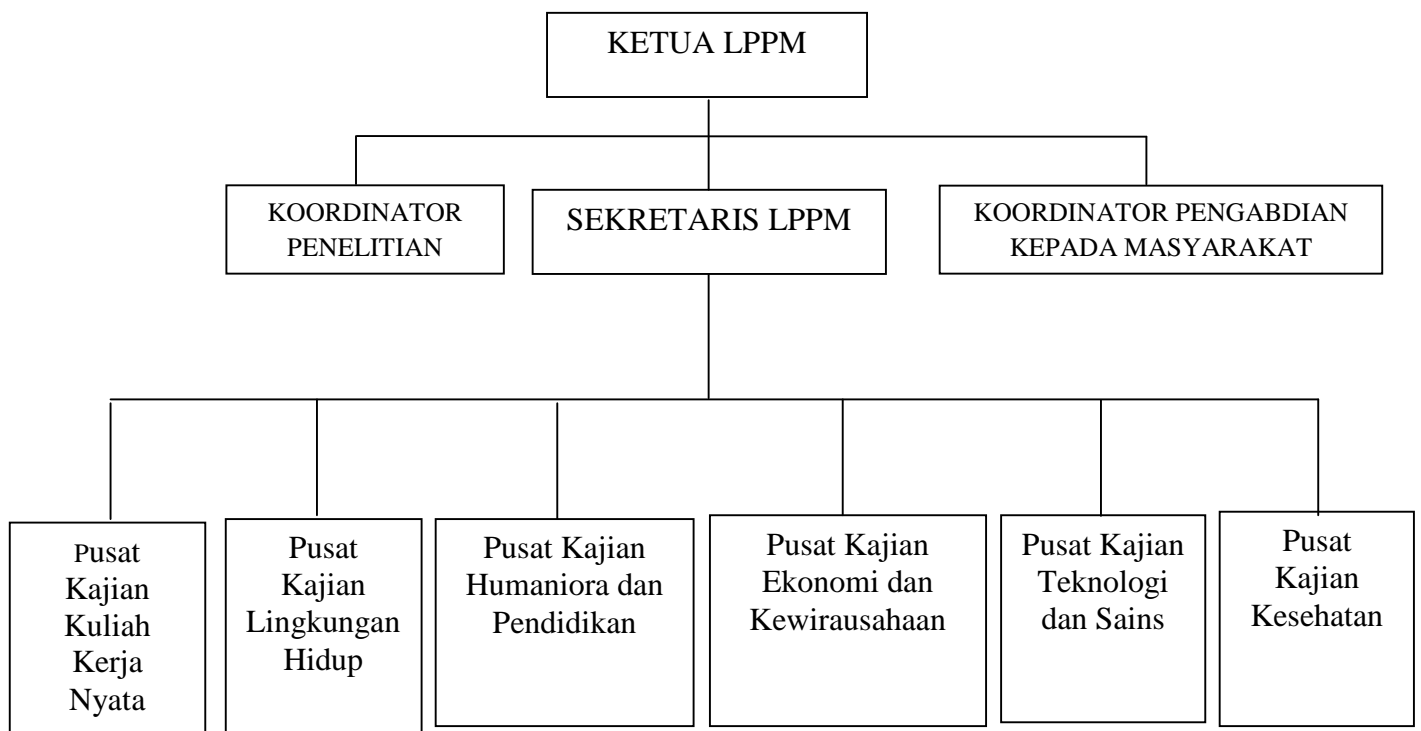 KETUA LPPM
KOORDINATOR
PENELITIAN
SEKRETARIS LPPM
KOORDINATOR PENGABDIAN
KEPADA MASYARAKAT
Pusat
Kajian
Kuliah
Kerja
Nyata
Pusat
Kajian
Lingkungan
Hidup
Pusat Kajian
Humaniora dan
Pendidikan
Pusat Kajian
Ekonomi dan
Kewirausahaan
Pusat Kajian
Teknologi
dan Sains
Pusat
Kajian
Kesehatan